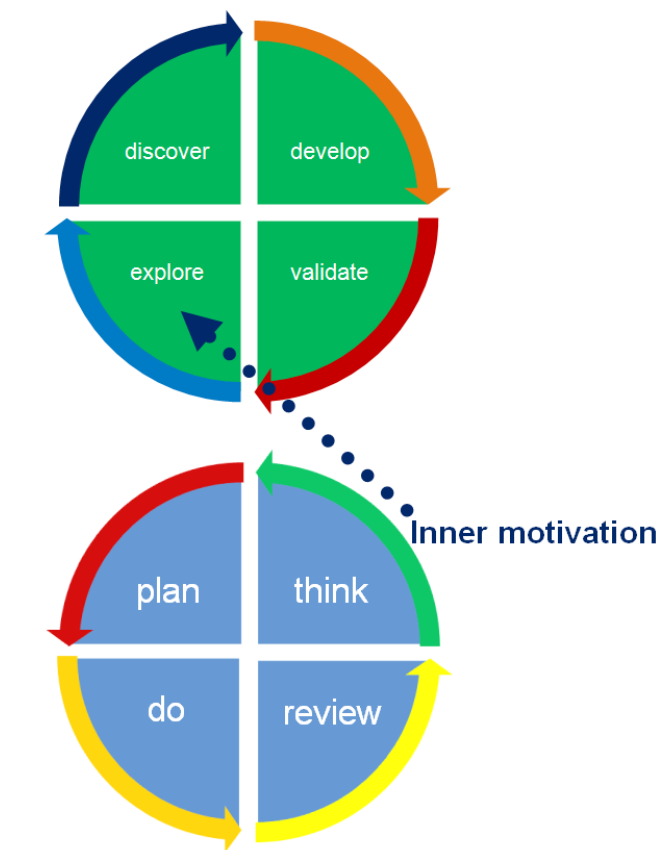 discover
develop
explore
validate
Inner motivation
plan
think
do
review